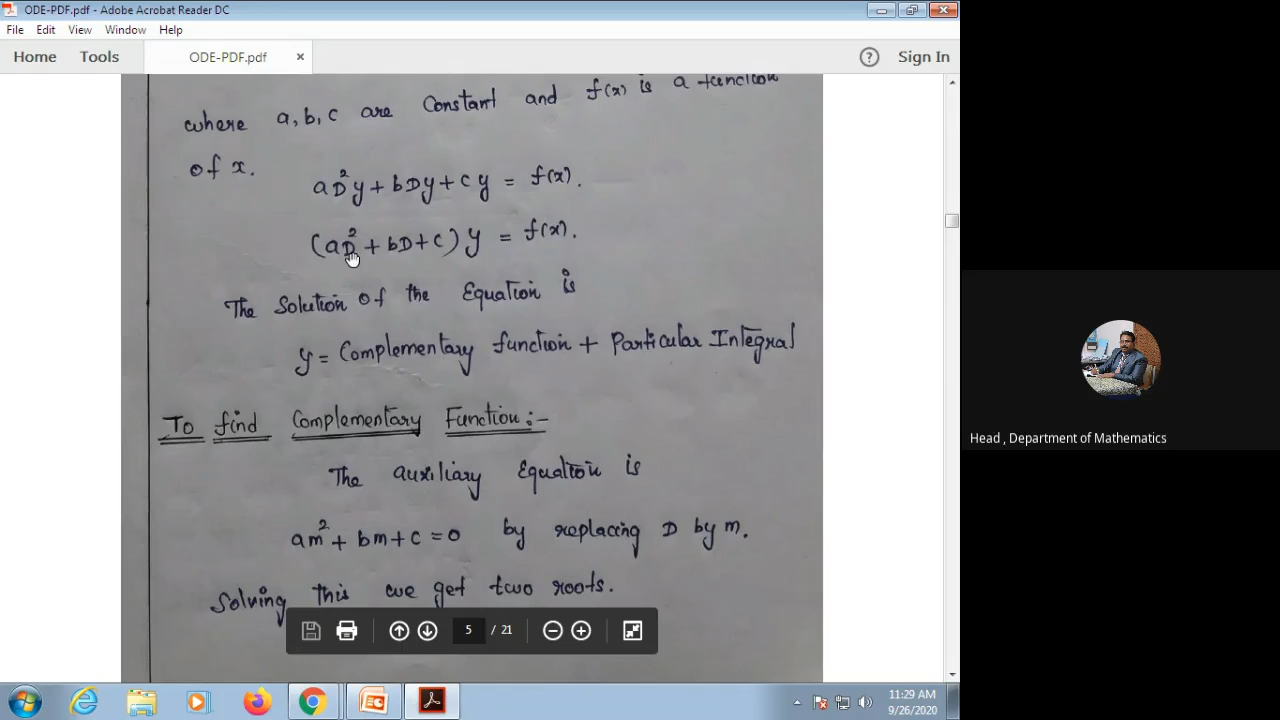 ODE-PDF.pdf - Adobe Acrobat Reader DC
File Edit View Window Help
Home Tools ODE-PDF.pdf × ? Sign In
where a, b, c are Constant and f(x) is a function
of x.
aD²y + bDy + cy = f(x).
(aD² + bD + c) y = f(x).
The Solution of the Equation is
y = Complementary function + Particular Integral
To find Complementary Function :-
The auxiliary Equation is
am² + bm + c = 0 by replacing D by m.
Solving this we get two roots.
5 / 21
Head , Department of Mathematics
11:29 AM
9/26/2020